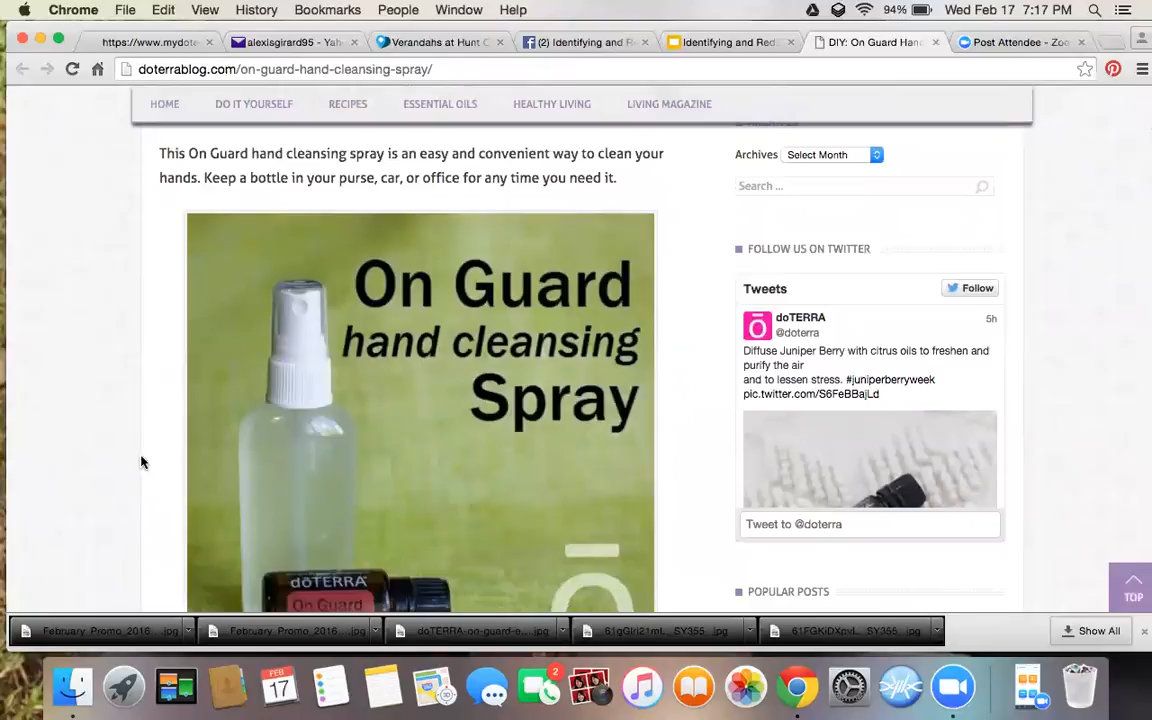 Chrome File Edit View History Bookmarks People Window Help 94% Wed Feb 17 7:17 PM
https://www.mydote alexisgirard95 - Yaho Verandahs at Hunt C (2) Identifying and Re Identifying and Red DIY: On Guard Han Post Attendee - Zoo
doterrablog.com/on-guard-hand-cleansing-spray/
HOME DO IT YOURSELF RECIPES ESSENTIAL OILS HEALTHY LIVING LIVING MAGAZINE
This On Guard hand cleansing spray is an easy and convenient way to clean your
hands. Keep a bottle in your purse, car, or office for any time you need it.
On Guard
hand cleansing
Spray
dōTERRA
On Guard
Archives Select Month
Search ...
FOLLOW US ON TWITTER
Tweets Follow
doTERRA 5h
@doterra
Diffuse Juniper Berry with citrus oils to freshen and
purify the air
and to lessen stress. #juniperberryweek
pic.twitter.com/S6FeBBajLd
Tweet to @doterra
POPULAR POSTS
TOP
February_Promo_2016....jpg February_Promo_2016....jpg doTERRA-on-guard-e....jpg 61gGlrI21mL._SY355_.jpg 61FGKiDXpvL._SY355_.jpg Show All
FEB
17
2